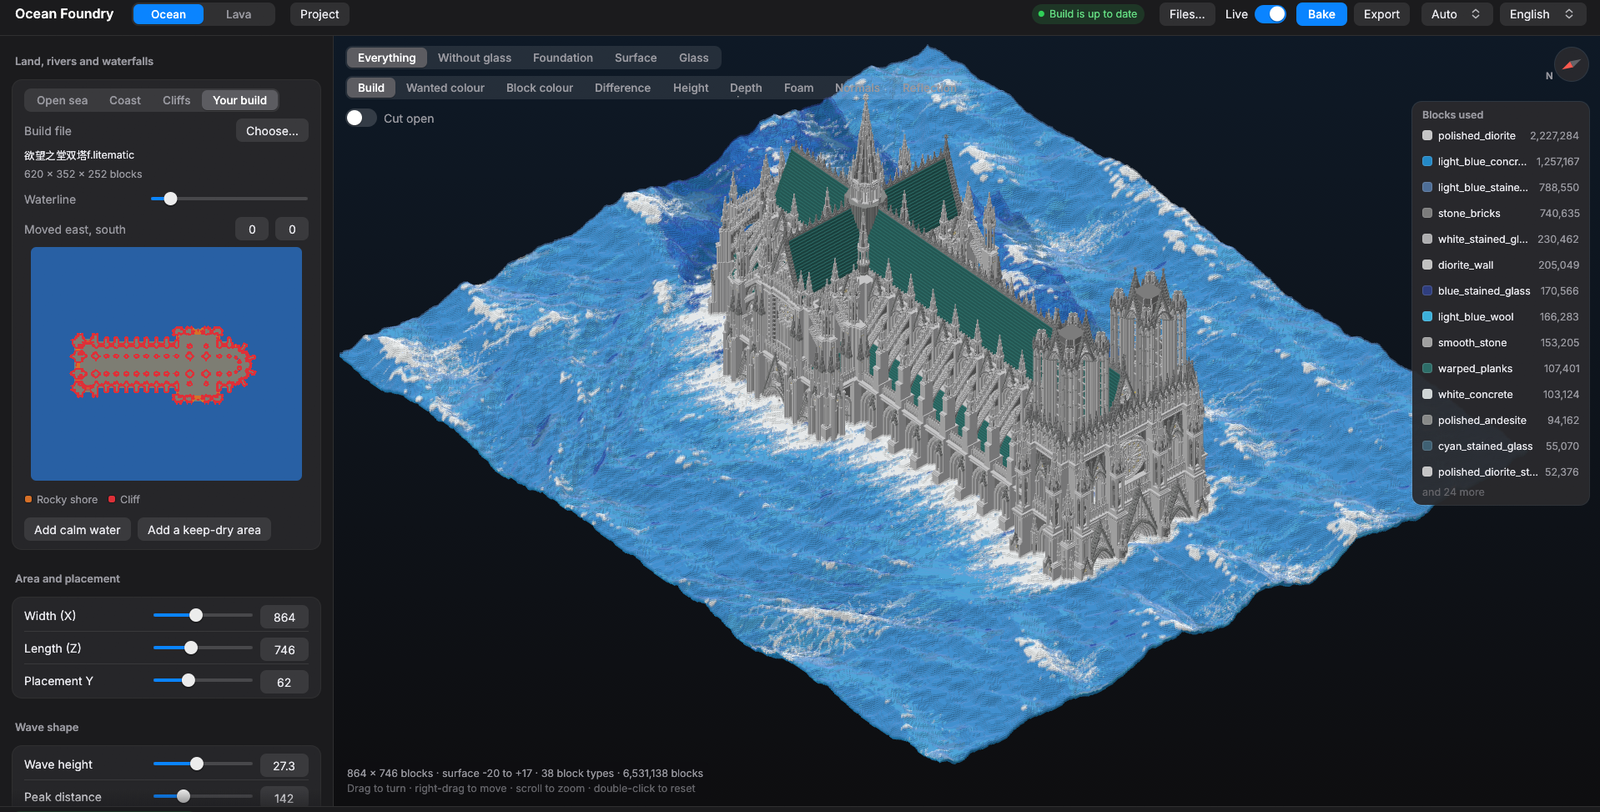 Ocean Foundry
Ocean
Lava
Project
Build is up to date
Files...
Live
Bake
Export
Auto
English
Land, rivers and waterfalls
Open sea
Coast
Cliffs
Your build
Build file
Choose...
欲望之堂双塔f.litematic
620 × 352 × 252 blocks
Waterline
Moved east, south
0
0
Rocky shore
Cliff
Add calm water
Add a keep-dry area
Area and placement
Width (X)
864
Length (Z)
746
Placement Y
62
Wave shape
Wave height
27.3
Peak distance
142
Everything
Without glass
Foundation
Surface
Glass
Build
Wanted colour
Block colour
Difference
Height
Depth
Foam
Normals
Cut open
N
Blocks used
polished_diorite 2,227,284
light_blue_concr... 1,257,167
light_blue_staine... 788,550
stone_bricks 740,635
white_stained_gl... 230,462
diorite_wall 205,049
blue_stained_glass 170,566
light_blue_wool 166,283
smooth_stone 153,205
warped_planks 107,401
white_concrete 103,124
polished_andesite 94,162
cyan_stained_glass 55,070
polished_diorite_st... 52,376
and 24 more
864 × 746 blocks · surface -20 to +17 · 38 block types · 6,531,138 blocks
Drag to turn · right-drag to move · scroll to zoom · double-click to reset